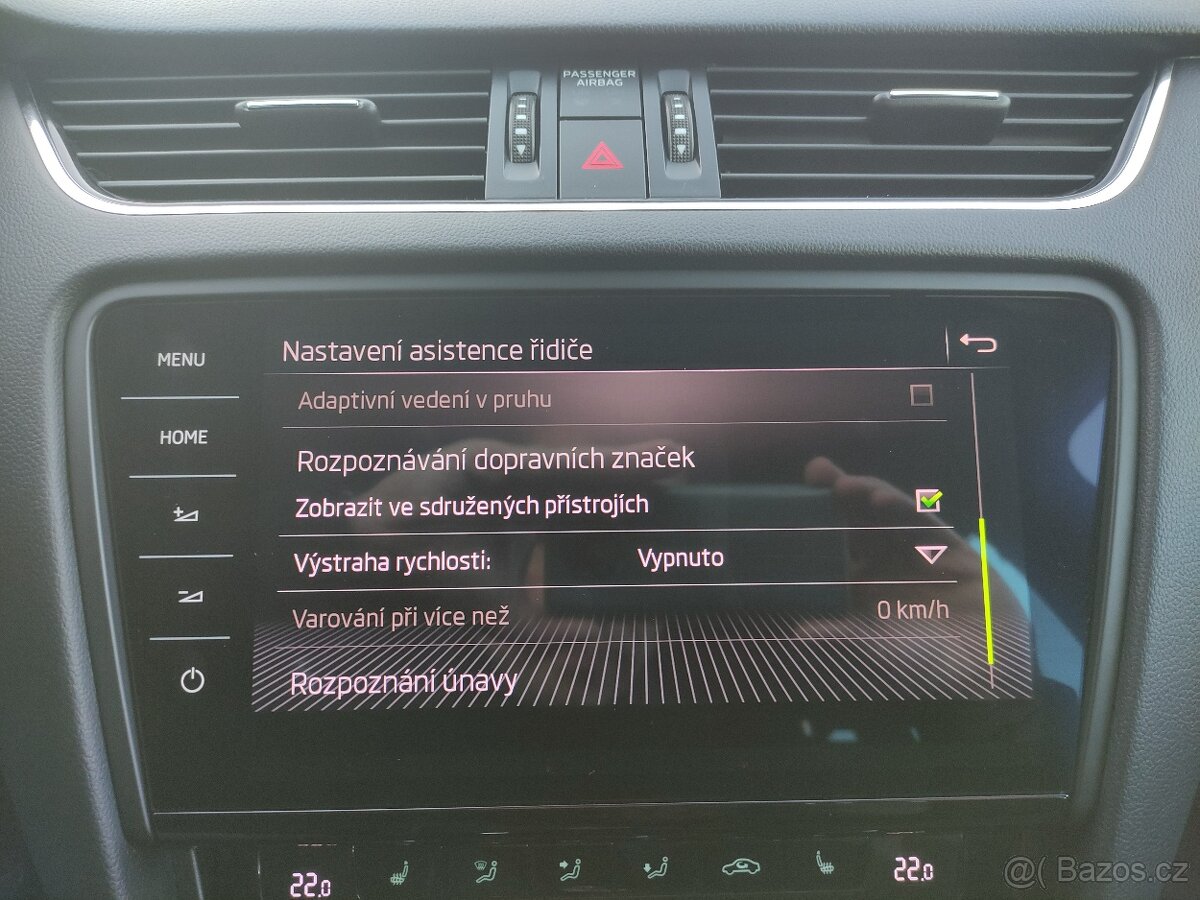 PASSENGER
AIRBAG
MENU
HOME
Nastavení asistence řidiče
Adaptivní vedení v pruhu
Rozpoznávání dopravních značek
Zobrazit ve sdružených přístrojích
Výstraha rychlosti: Vypnuto
Varování při více než 0 km/h
Rozpoznání únavy
22.0 22.0
@( Bazos.cz